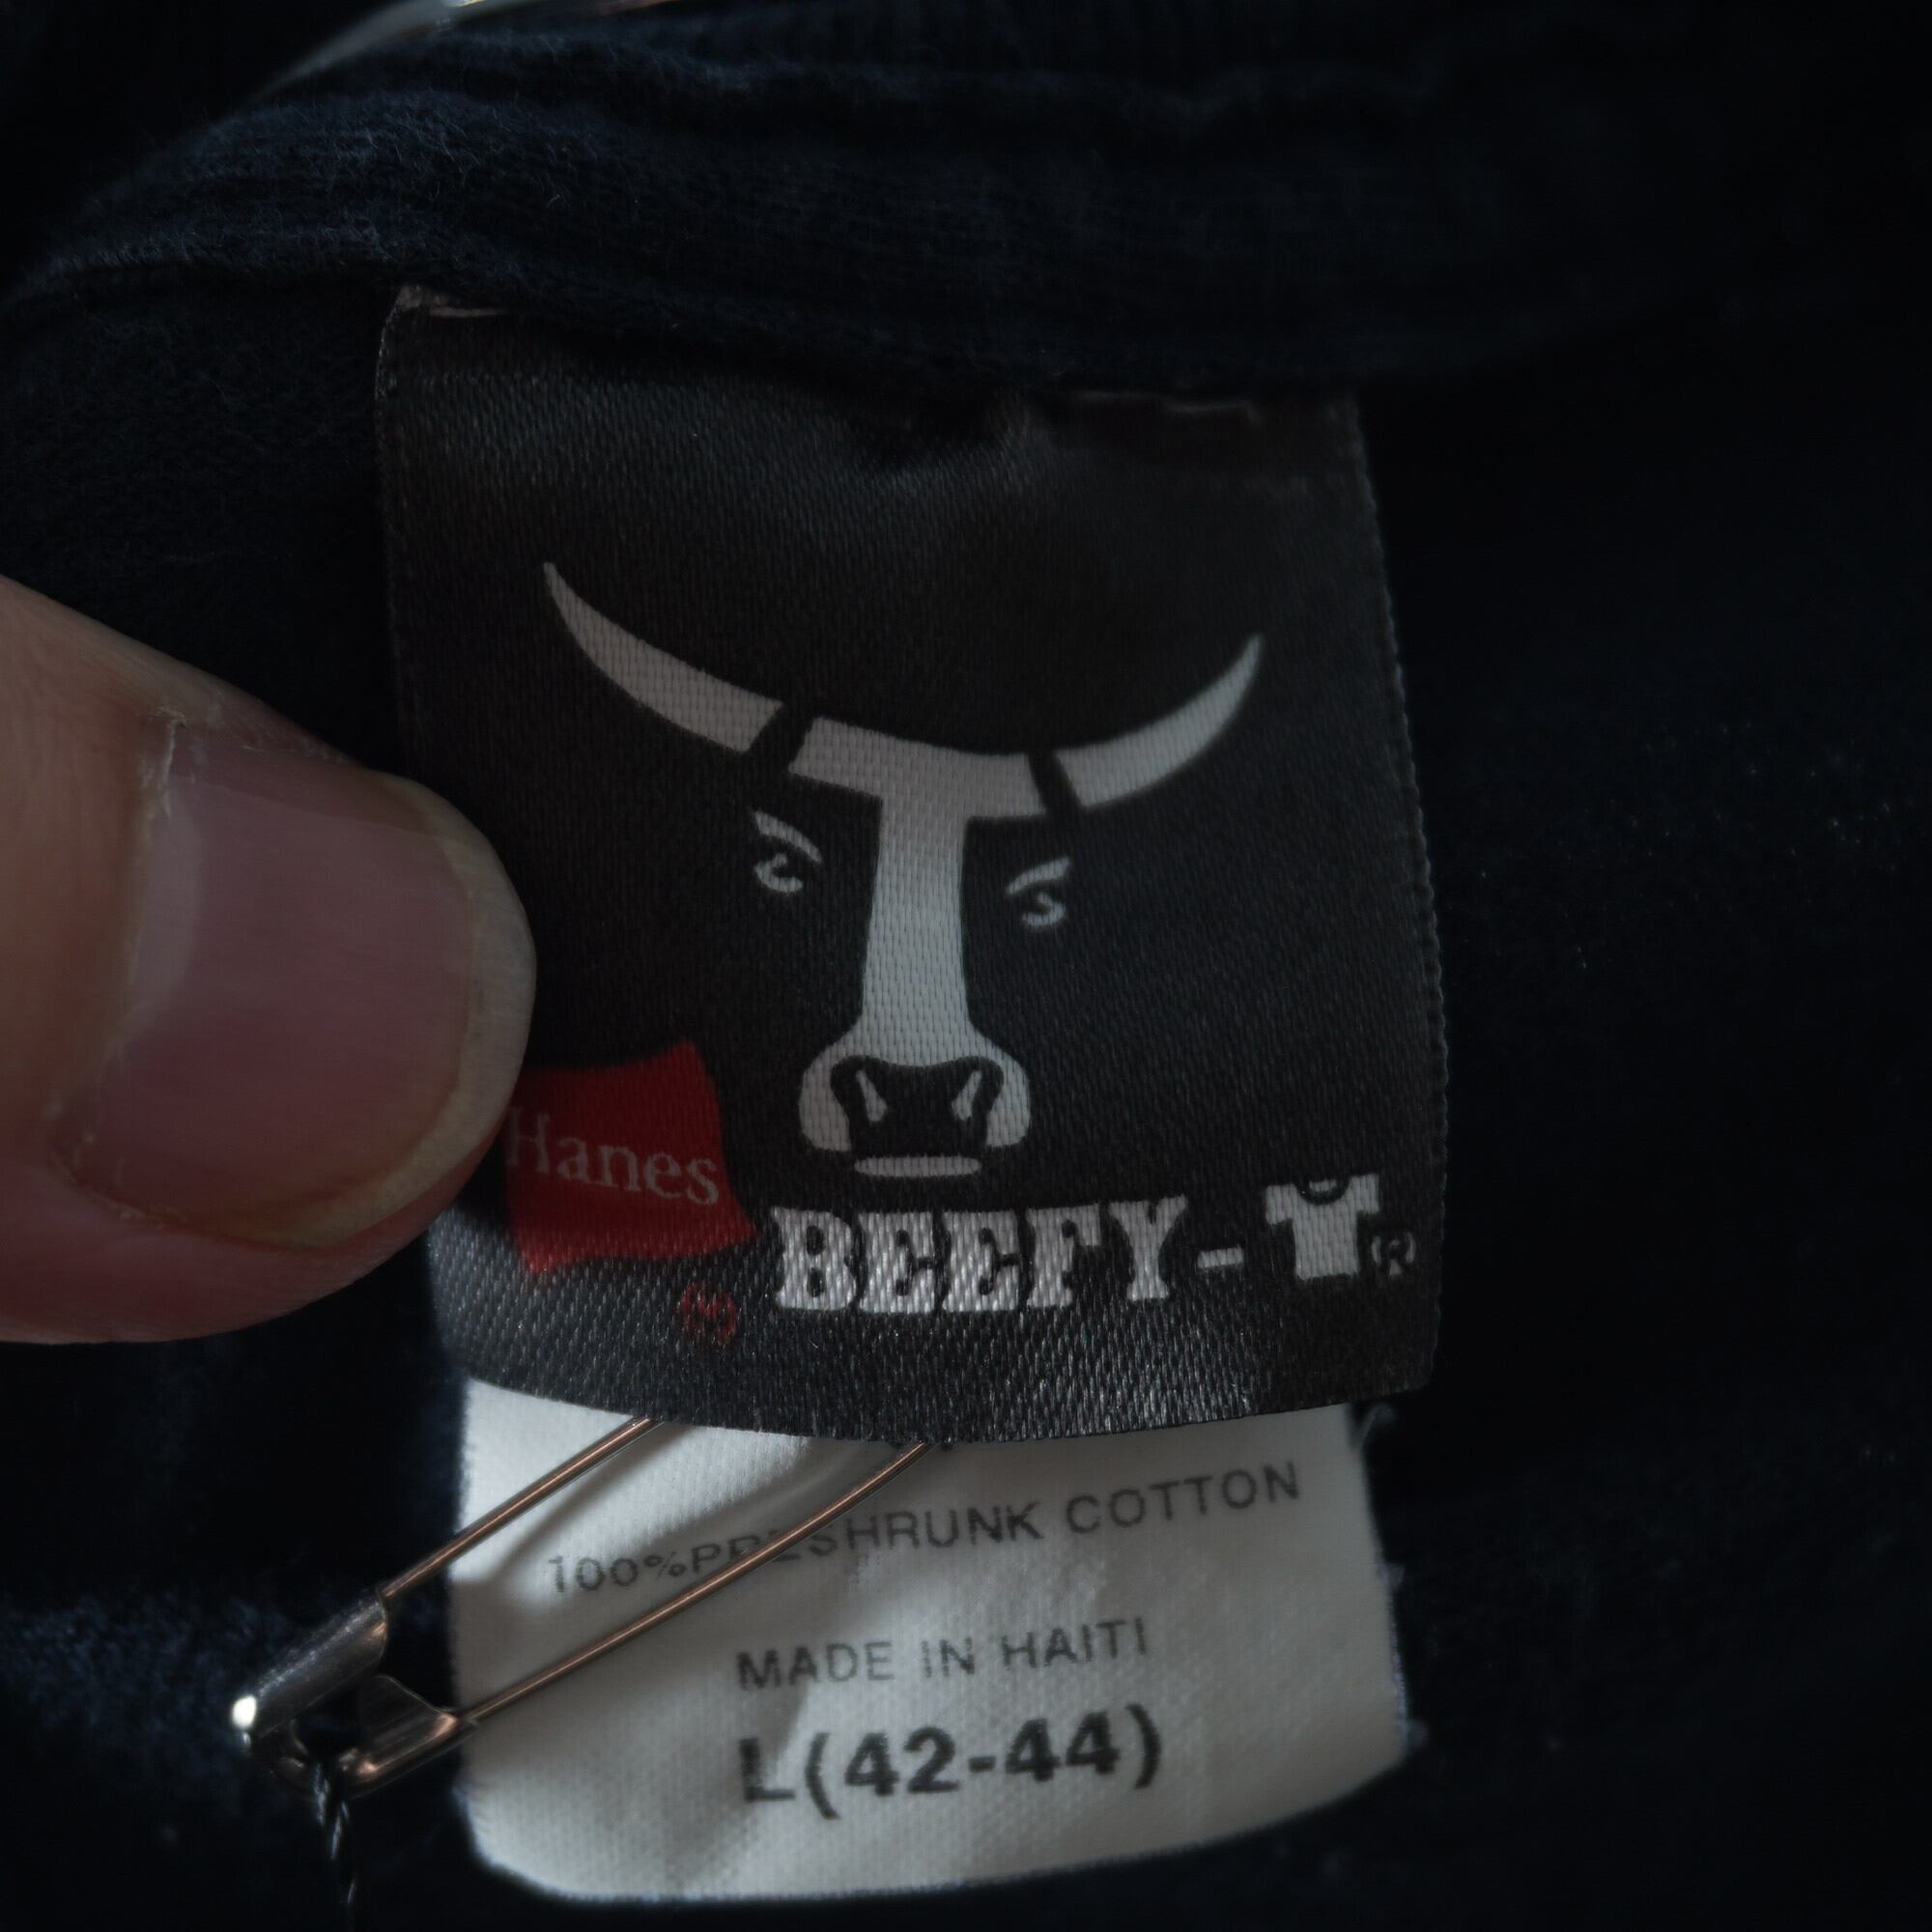 Hanes
BEEFY-T®
®
100%PRESHRUNK COTTON
MADE IN HAITI
L(42-44)